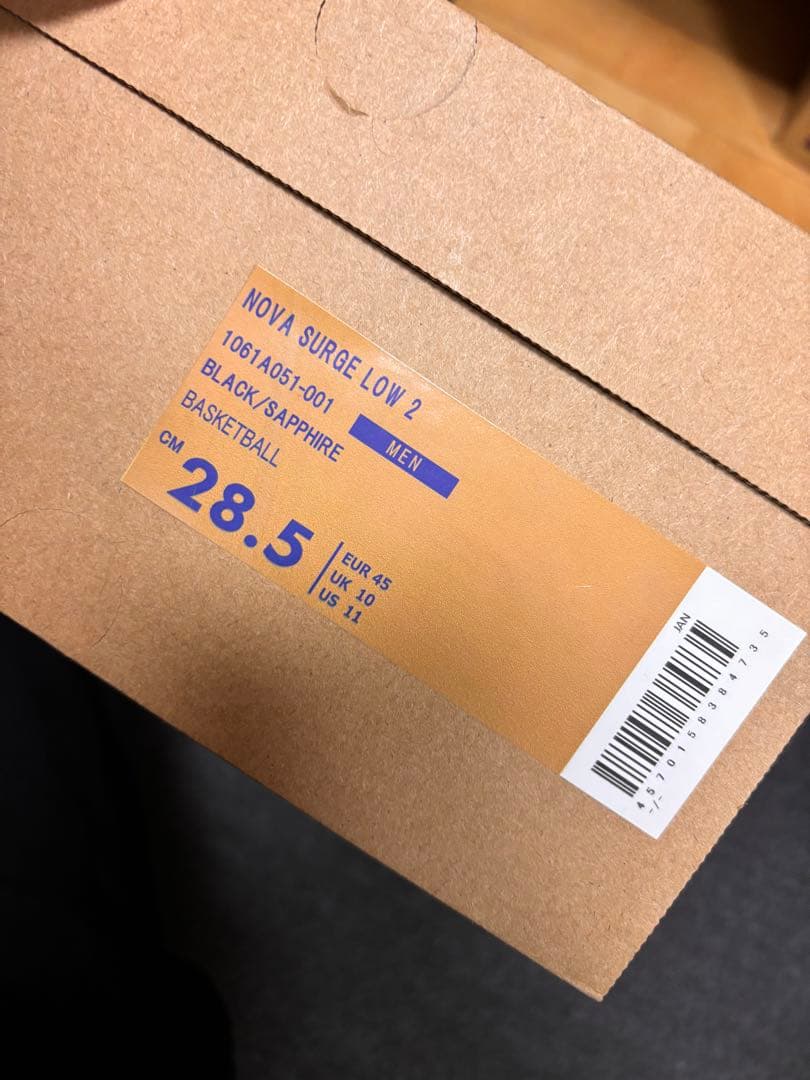 NOVA SURGE LOW 2
1061A051-001
BLACK/SAPPHIRE
MEN
BASKETBALL
CM
28.5
EUR 45
UK 10
US 11
JAN
4570158384735
-/-